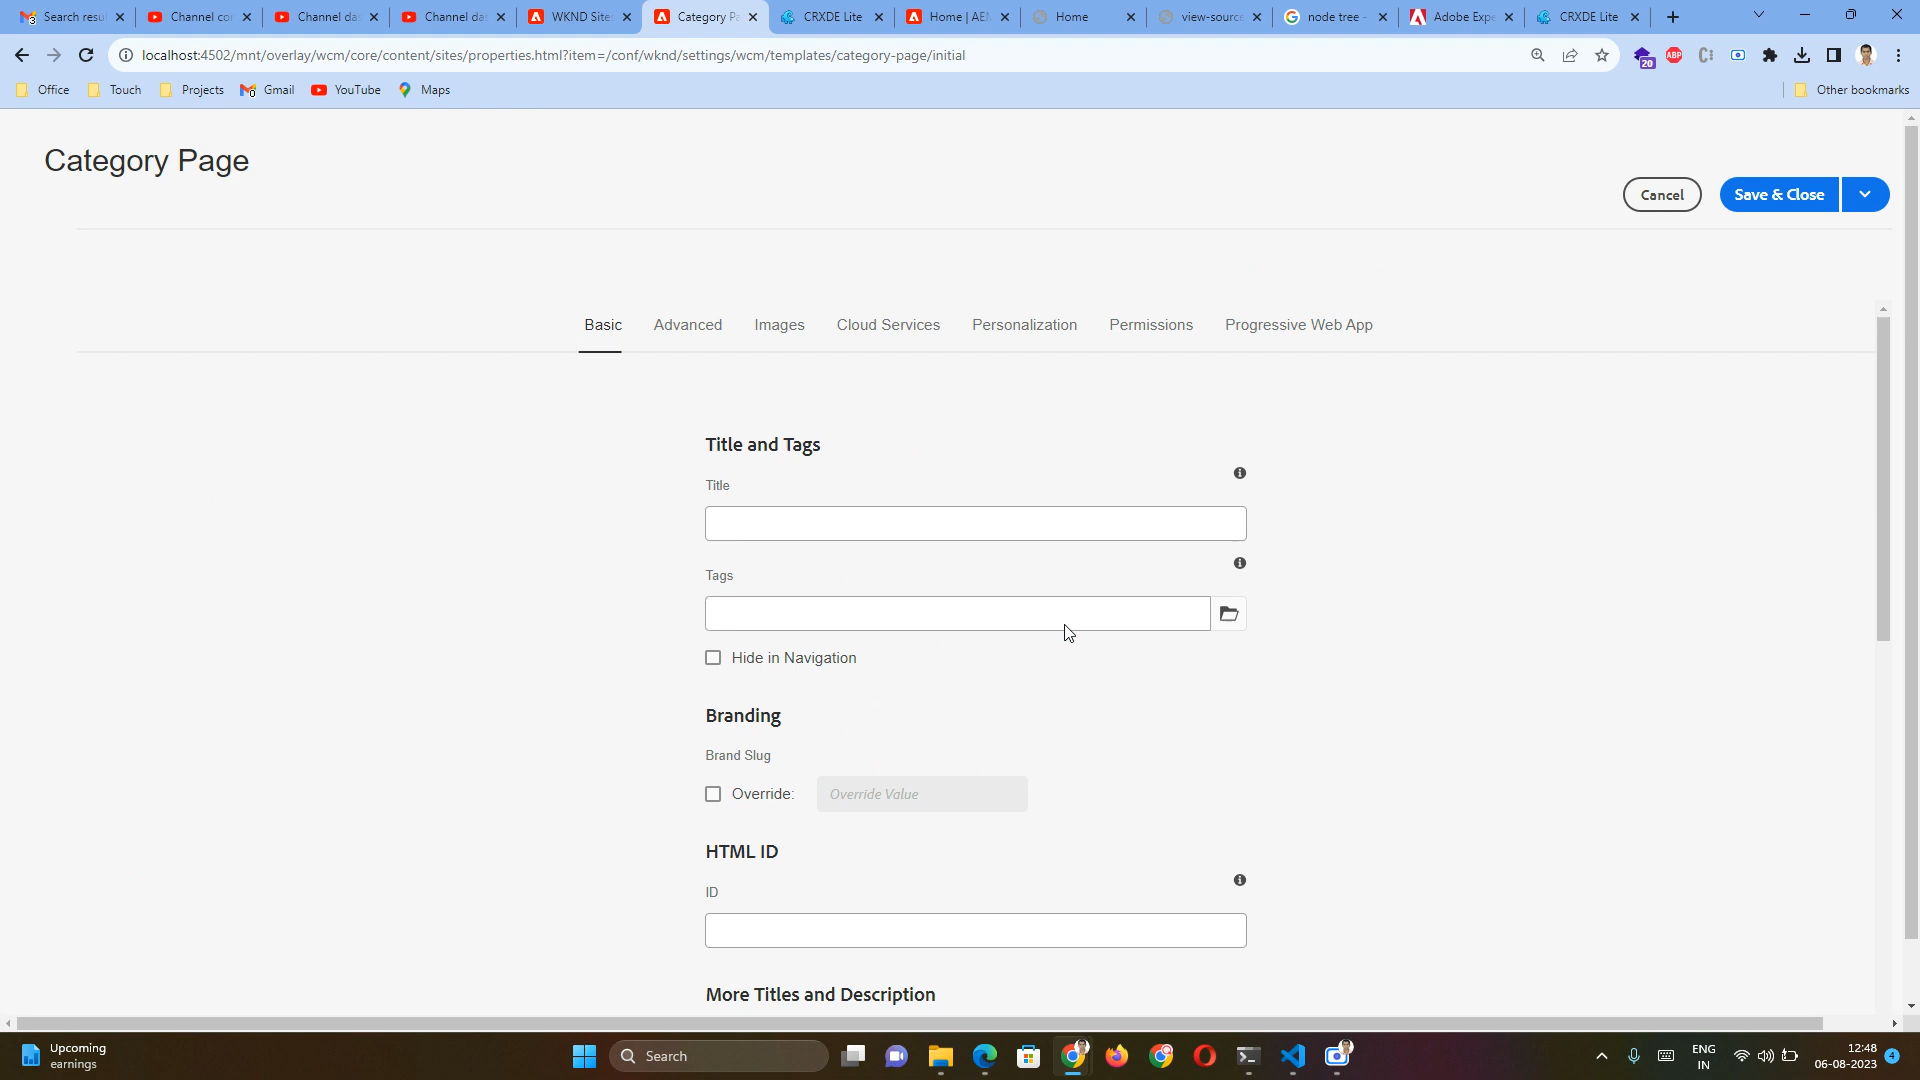 Search resu
Channel co
Channel da
Channel da
WKND Site
Category Pa
CRXDE Lite
Home | AEM
Home
view-source
node tree -
Adobe Expe
CRXDE Lite
localhost:4502/mnt/overlay/wcm/core/content/sites/properties.html?item=/conf/wknd/settings/wcm/templates/category-page/initial
20
ABP
Office
Touch
Projects
Gmail
YouTube
Maps
Other bookmarks
Category Page
Cancel
Save & Close
Basic
Advanced
Images
Cloud Services
Personalization
Permissions
Progressive Web App
Title and Tags
Title
Tags
Hide in Navigation
Branding
Brand Slug
Override:
Override Value
HTML ID
ID
More Titles and Description
Upcoming
earnings
Search
ENG
IN
12:48
06-08-2023
4